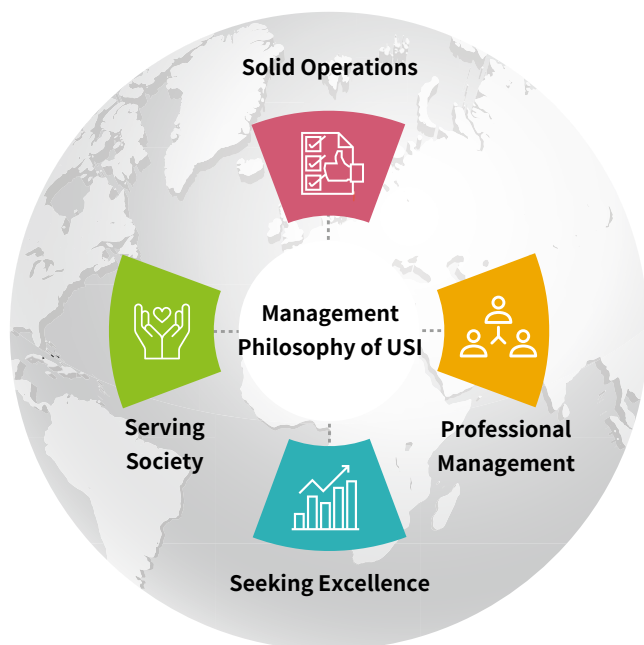 Solid Operations
Management
Philosophy of USI
Serving
Society
Professional
Management
Seeking Excellence